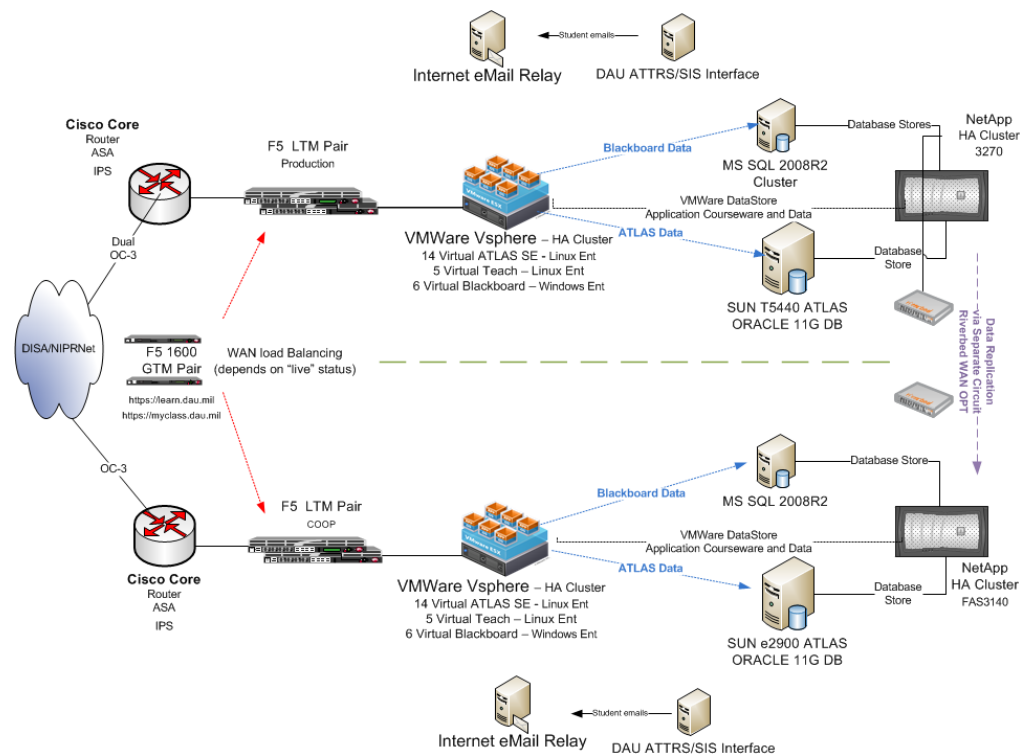 Student emails
Internet eMail Relay
DAU ATTRS/SIS Interface
Cisco Core
Router
ASA
IPS
F5 LTM Pair
Production
Blackboard Data
MS SQL 2008R2
Cluster
Database Stores
NetApp
HA Cluster
3270
VMware ESX
VMWare DataStore
Application Courseware and Data
ATLAS Data
VMWare Vsphere – HA Cluster
14 Virtual ATLAS SE - Linux Ent
5 Virtual Teach – Linux Ent
6 Virtual Blackboard – Windows Ent
Database
Store
SUN T5440 ATLAS
ORACLE 11G DB
Dual
OC-3
DISA/NIPRNet
F5 1600
GTM Pair
https://learn.dau.mil
https://myclass.dau.mil
WAN load Balancing
(depends on “live” status)
Data Replication
via Separate Circuit
Riverbed WAN OPT
OC-3
Cisco Core
Router
ASA
IPS
F5 LTM Pair
COOP
Blackboard Data
MS SQL 2008R2
Database Store
VMware ESX
VMWare DataStore
Application Courseware and Data
ATLAS Data
VMWare Vsphere – HA Cluster
14 Virtual ATLAS SE - Linux Ent
5 Virtual Teach – Linux Ent
6 Virtual Blackboard – Windows Ent
Database
Store
NetApp
HA Cluster
FAS3140
SUN e2900 ATLAS
ORACLE 11G DB
Student emails
Internet eMail Relay
DAU ATTRS/SIS Interface